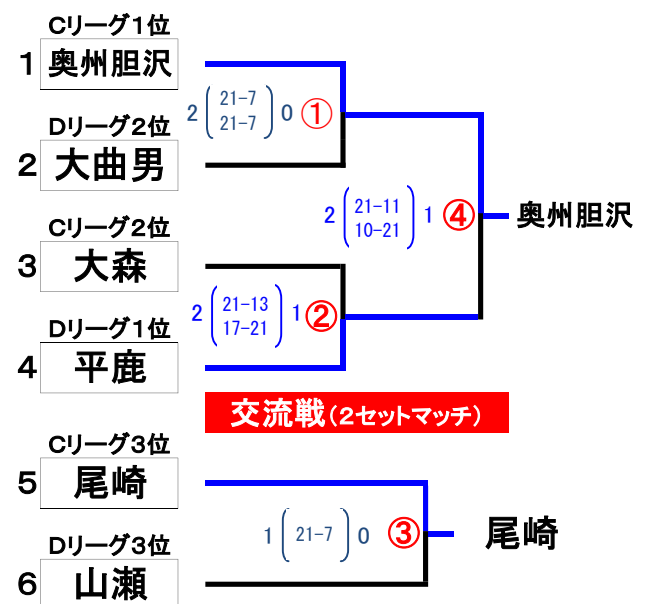 Cリーグ1位
1 奥州胆沢
2 21-7 0 ①
21-7
Dリーグ2位
2 大曲男
Cリーグ2位
3 大森
2 21-11 1 ④ 奥州胆沢
10-21
2 21-13 1 ②
17-21
Dリーグ1位
4 平鹿
交流戦(2セットマッチ)
Cリーグ3位
5 尾崎
1 21-7 0 ③ 尾崎
Dリーグ3位
6 山瀬